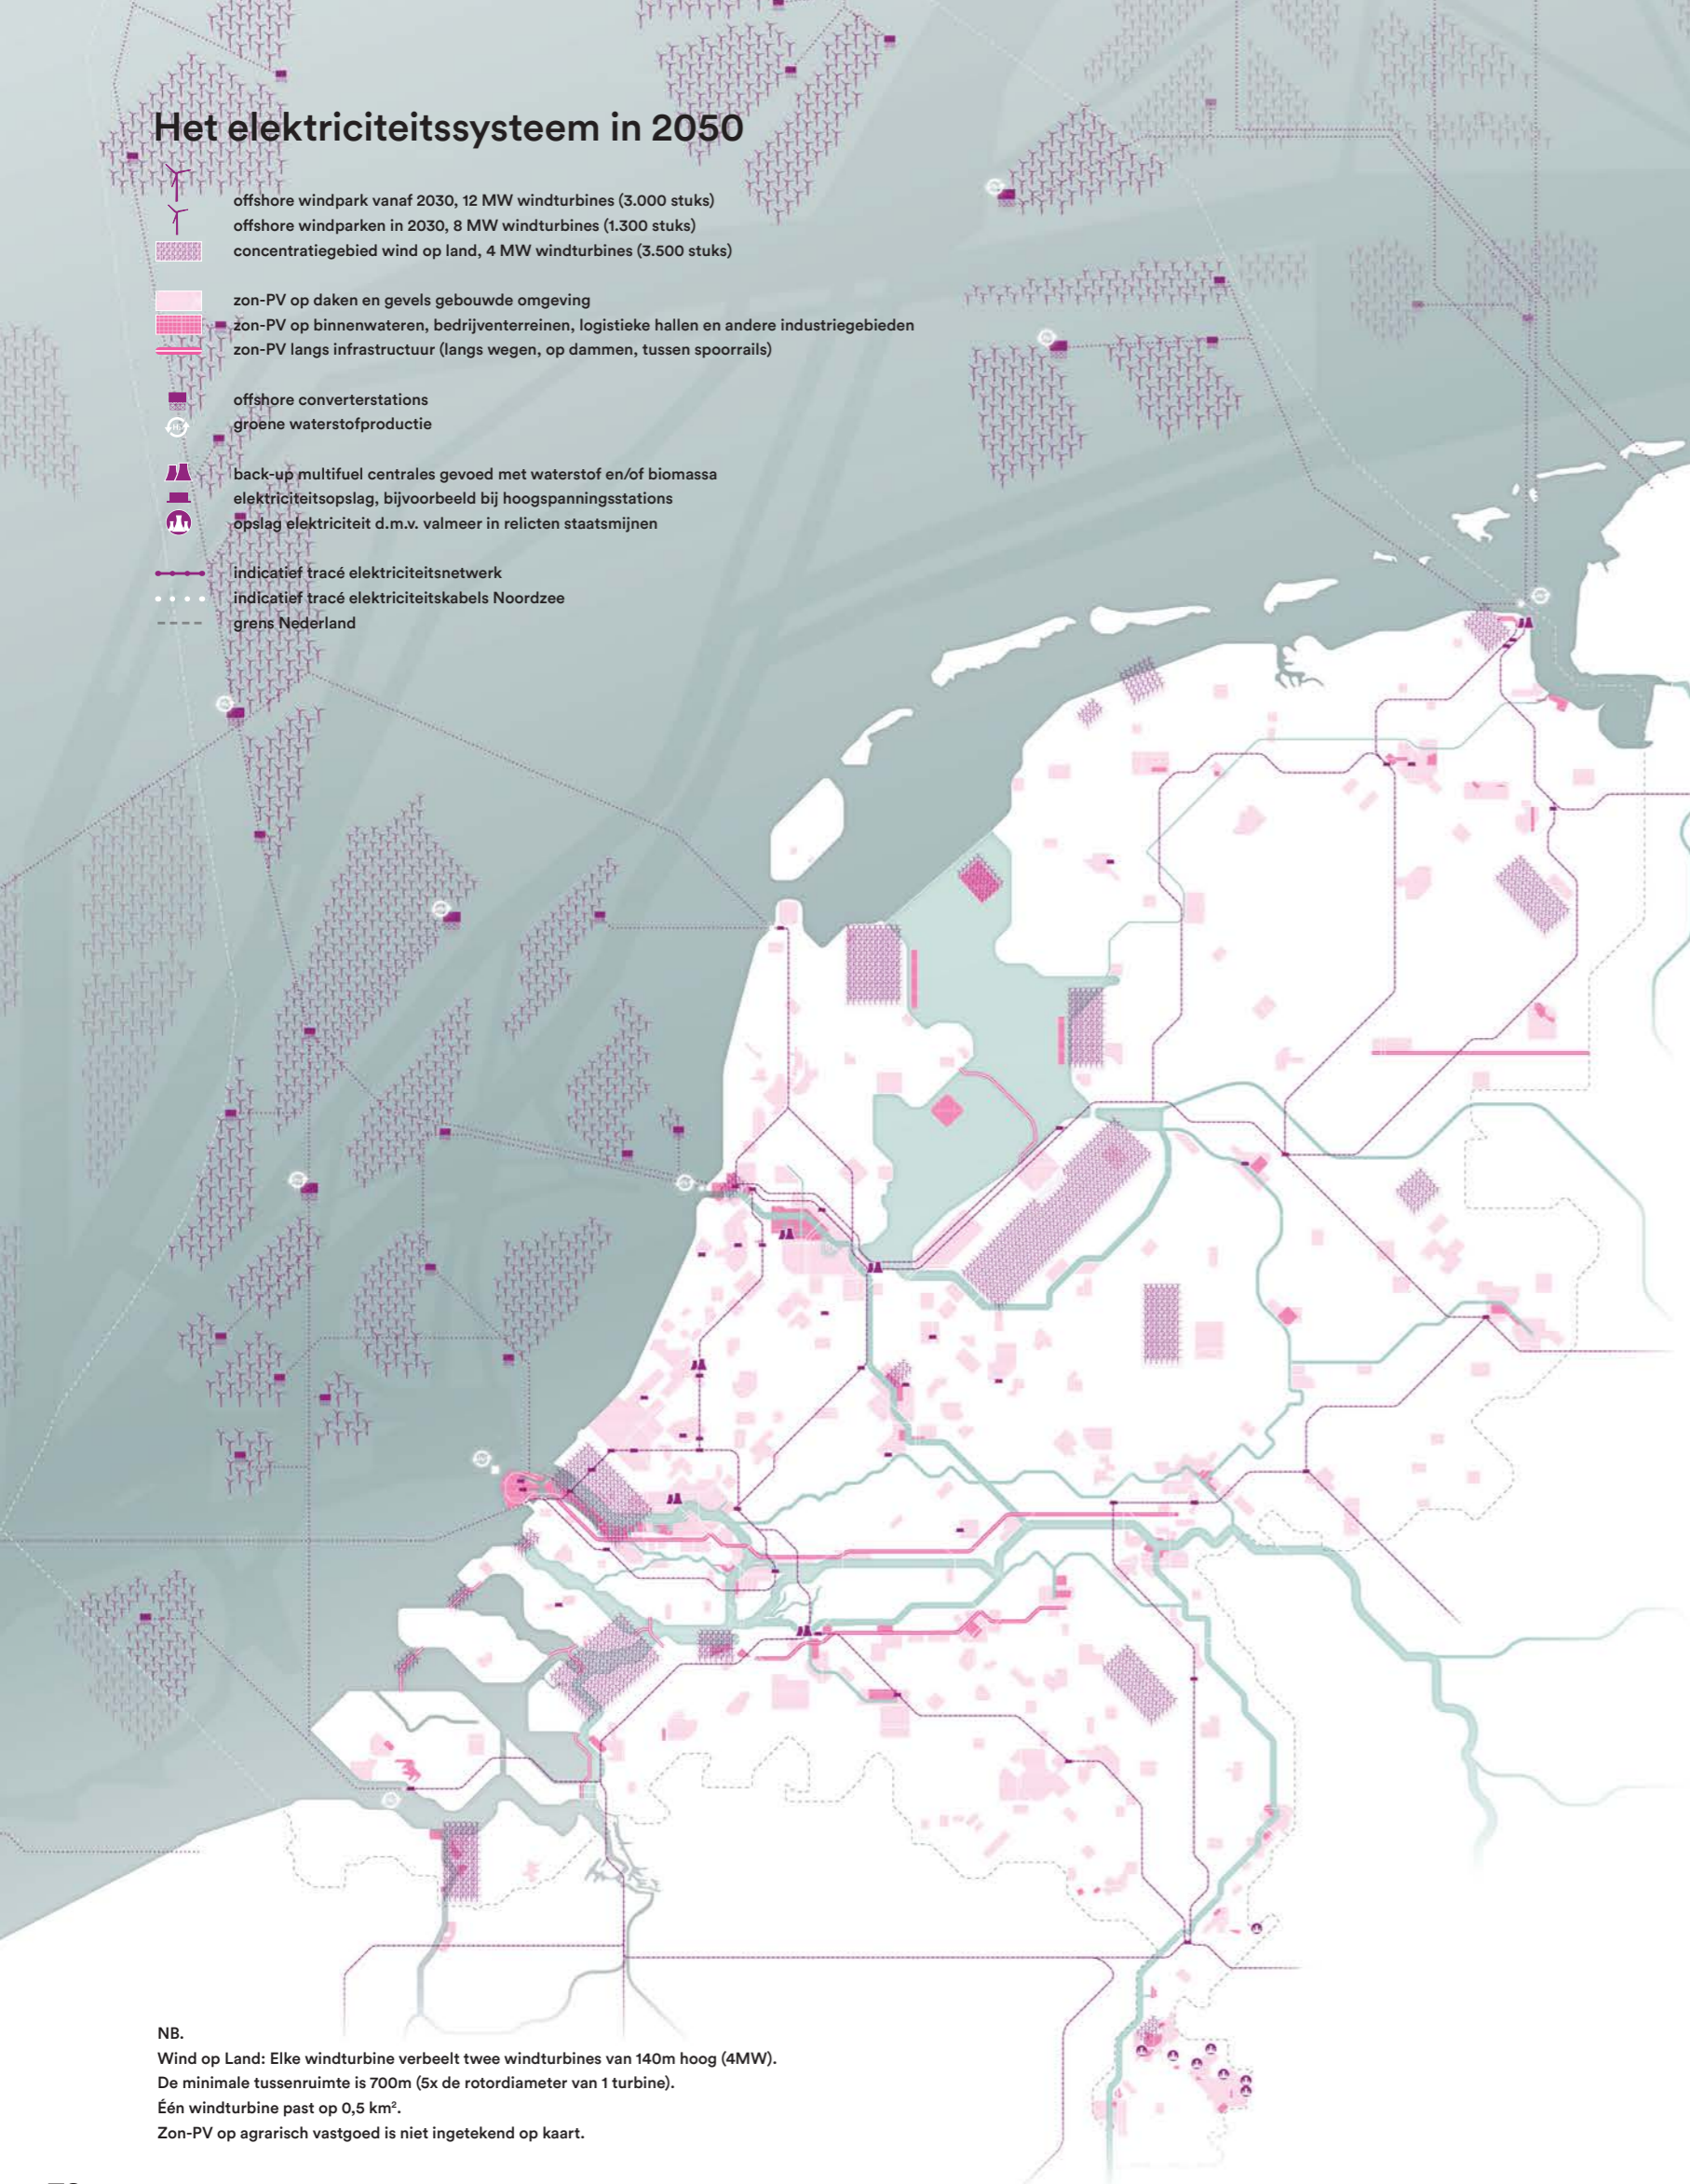 Het elektriciteitssysteem in 2050
offshore windpark vanaf 2030, 12 MW windturbines (3.000 stuks)
offshore windparken in 2030, 8 MW windturbines (1.300 stuks)
concentratiegebied wind op land, 4 MW windturbines (3.500 stuks)
zon-PV op daken en gevels gebouwde omgeving
zon-PV op binnenwateren, bedrijventerreinen, logistieke hallen en andere industriegebieden
zon-PV langs infrastructuur (langs wegen, op dammen, tussen spoorrails)
offshore converterstations
groene waterstofproductie
back-up multifuel centrales gevoed met waterstof en/of biomassa
elektriciteitsopslag, bijvoorbeeld bij hoogspanningsstations
opslag elektriciteit d.m.v. valmeer in relicten staatsmijnen
indicatief tracé elektriciteitsnetwerk
indicatief tracé elektriciteitskabels Noordzee
grens Nederland
NB.
Wind op Land: Elke windturbine verbeelt twee windturbines van 140m hoog (4MW).
De minimale tussenruimte is 700m (5x de rotordiameter van 1 turbine).
Één windturbine past op 0,5 km².
Zon-PV op agrarisch vastgoed is niet ingetekend op kaart.